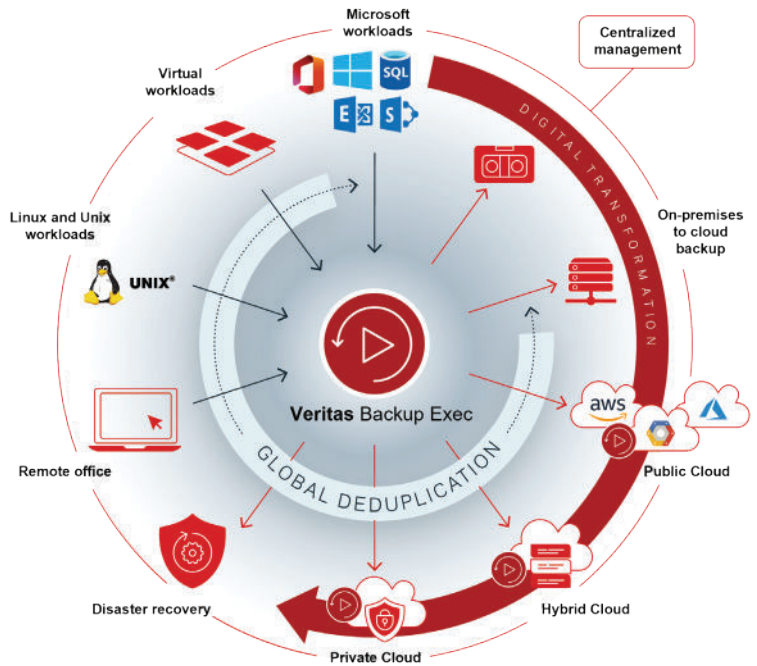 Microsoft
workloads
Centralized
management
Virtual
workloads
SQL
E
S
DIGITAL TRANSFORMATION
Linux and Unix
workloads
On-premises
to cloud
backup
UNIX®
aws
Veritas Backup Exec
GLOBAL DEDUPLICATION
Remote office
Public Cloud
Disaster recovery
Hybrid Cloud
Private Cloud